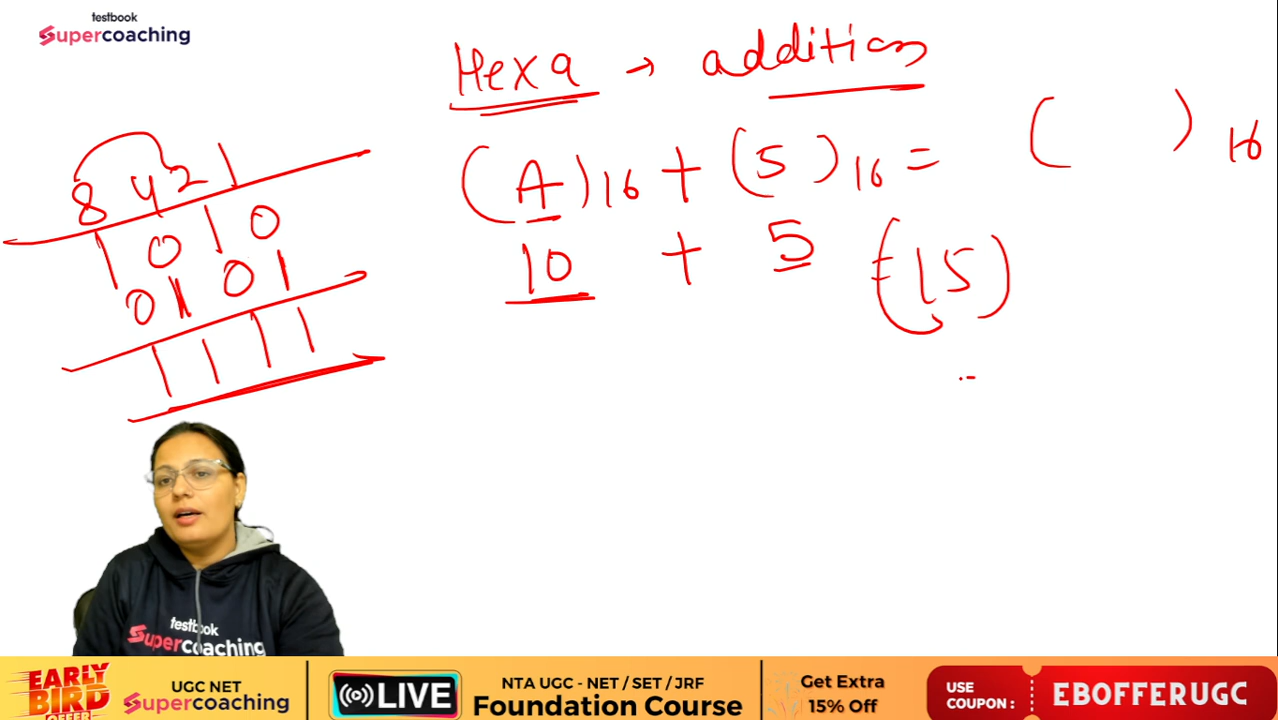 testbook
Supercoaching
Hexa → addition
(A)16 + (5)16 = ( )16
10 + 5 = (15)
8 4 2 1
1 0 1 0
0 1 0 1
1 1 1 1
testbook
Supercoaching
EARLY
BIRD
OFFER
UGC NET
Supercoaching
LIVE
NTA UGC - NET / SET / JRF
Foundation Course
Get Extra
15% Off
USE
COUPON :
EBOFFERUGC